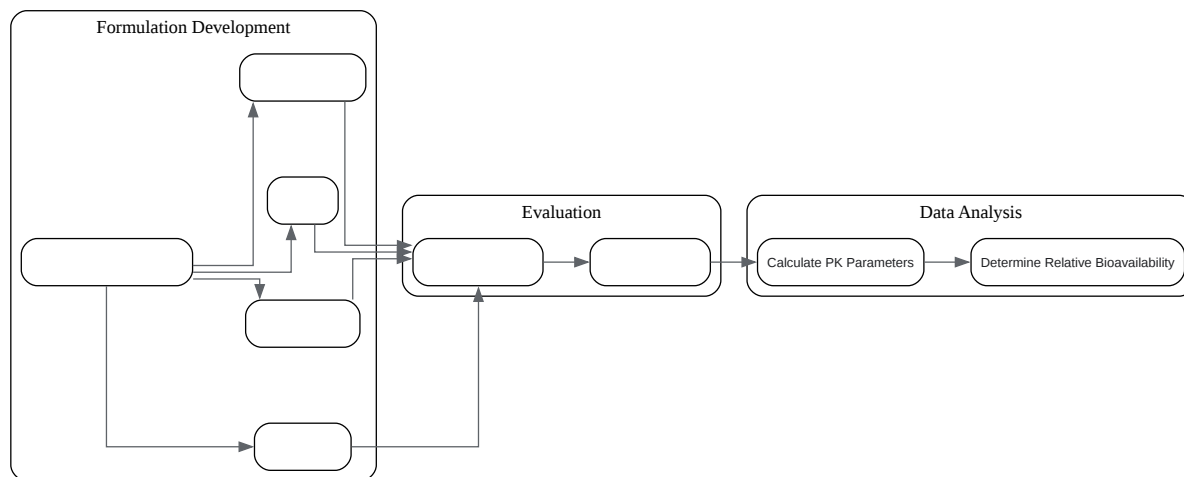 Formulation Development
Evaluation
Data Analysis
Calculate PK Parameters
Determine Relative Bioavailability